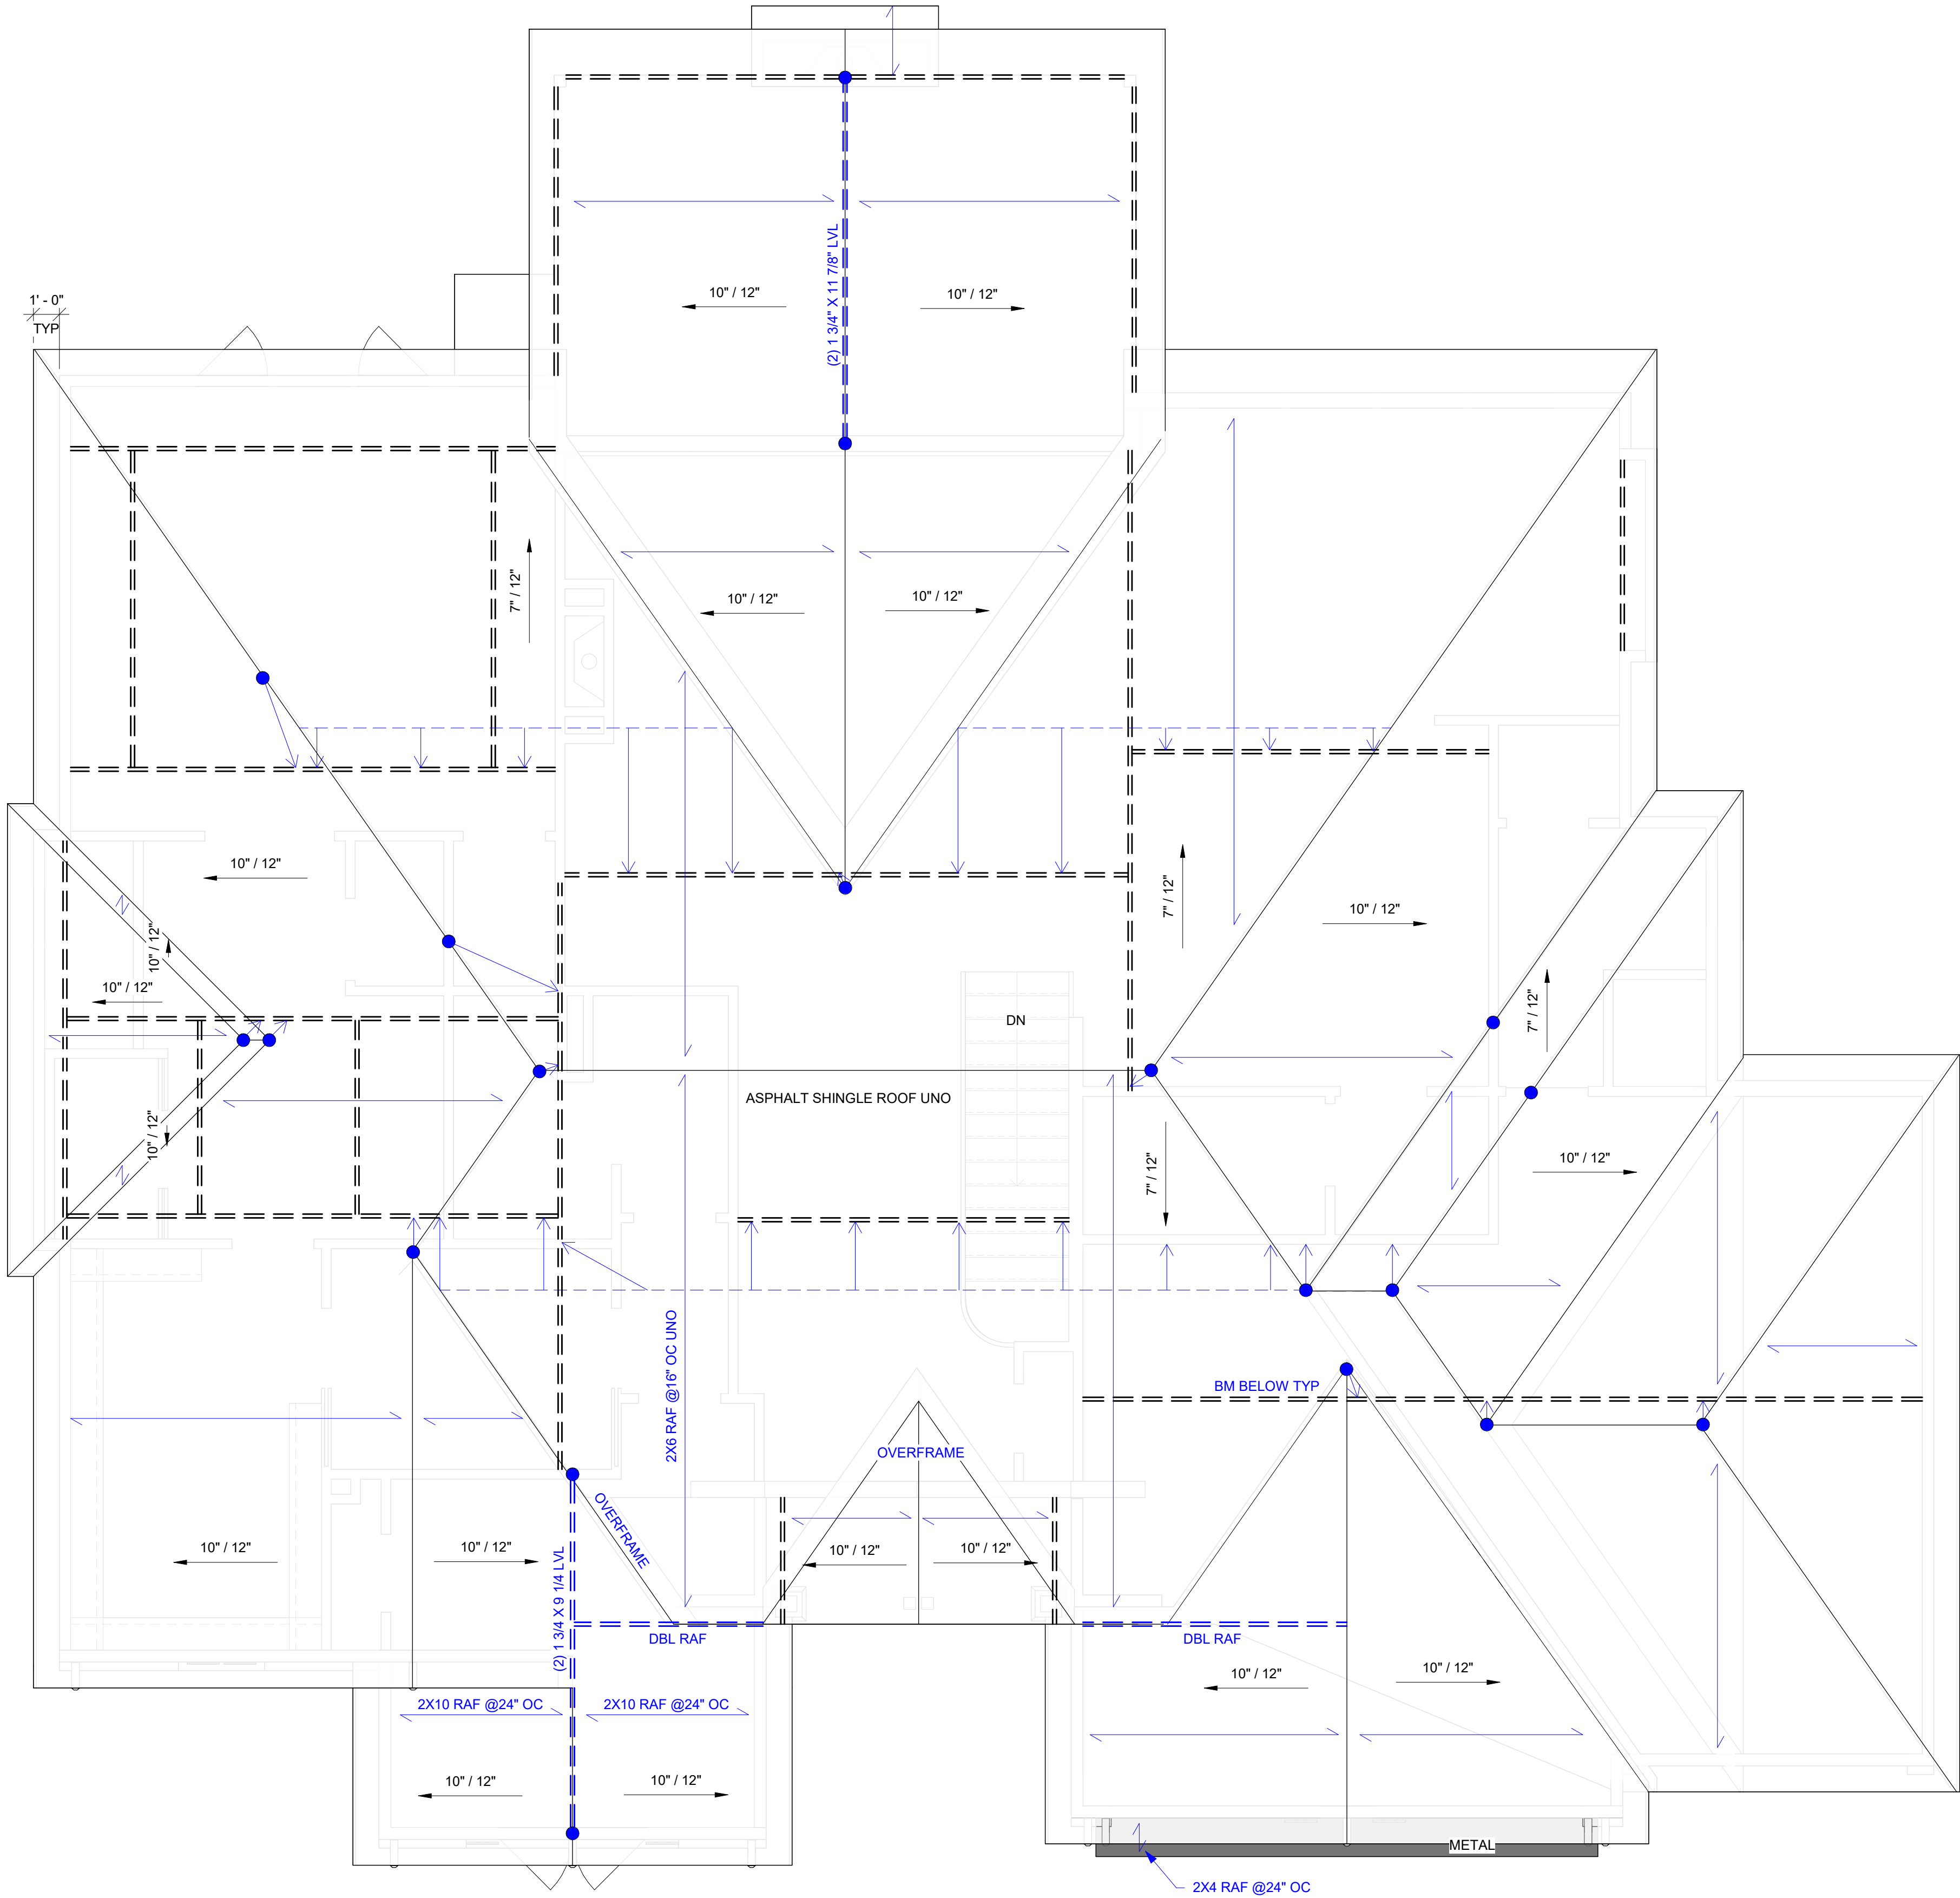 (2) 1 3/4" X 11 7/8" LVL
10" / 12"
10" / 12"
1' - 0"
TYP
7" / 12"
10" / 12"
10" / 12"
10" / 12"
10" / 12"
10" / 12"
7" / 12"
10" / 12"
7" / 12"
DN
ASPHALT SHINGLE ROOF UNO
10" / 12"
7" / 12"
10" / 12"
2X6 RAF @16" OC UNO
BM BELOW TYP
OVERFRAME
OVERFRAME
10" / 12"
10" / 12"
10" / 12"
10" / 12"
(2) 1 3/4 X 9 1/4 LVL
DBL RAF
DBL RAF
10" / 12"
10" / 12"
2X10 RAF @24" OC
2X10 RAF @24" OC
10" / 12"
10" / 12"
METAL
2X4 RAF @24" OC